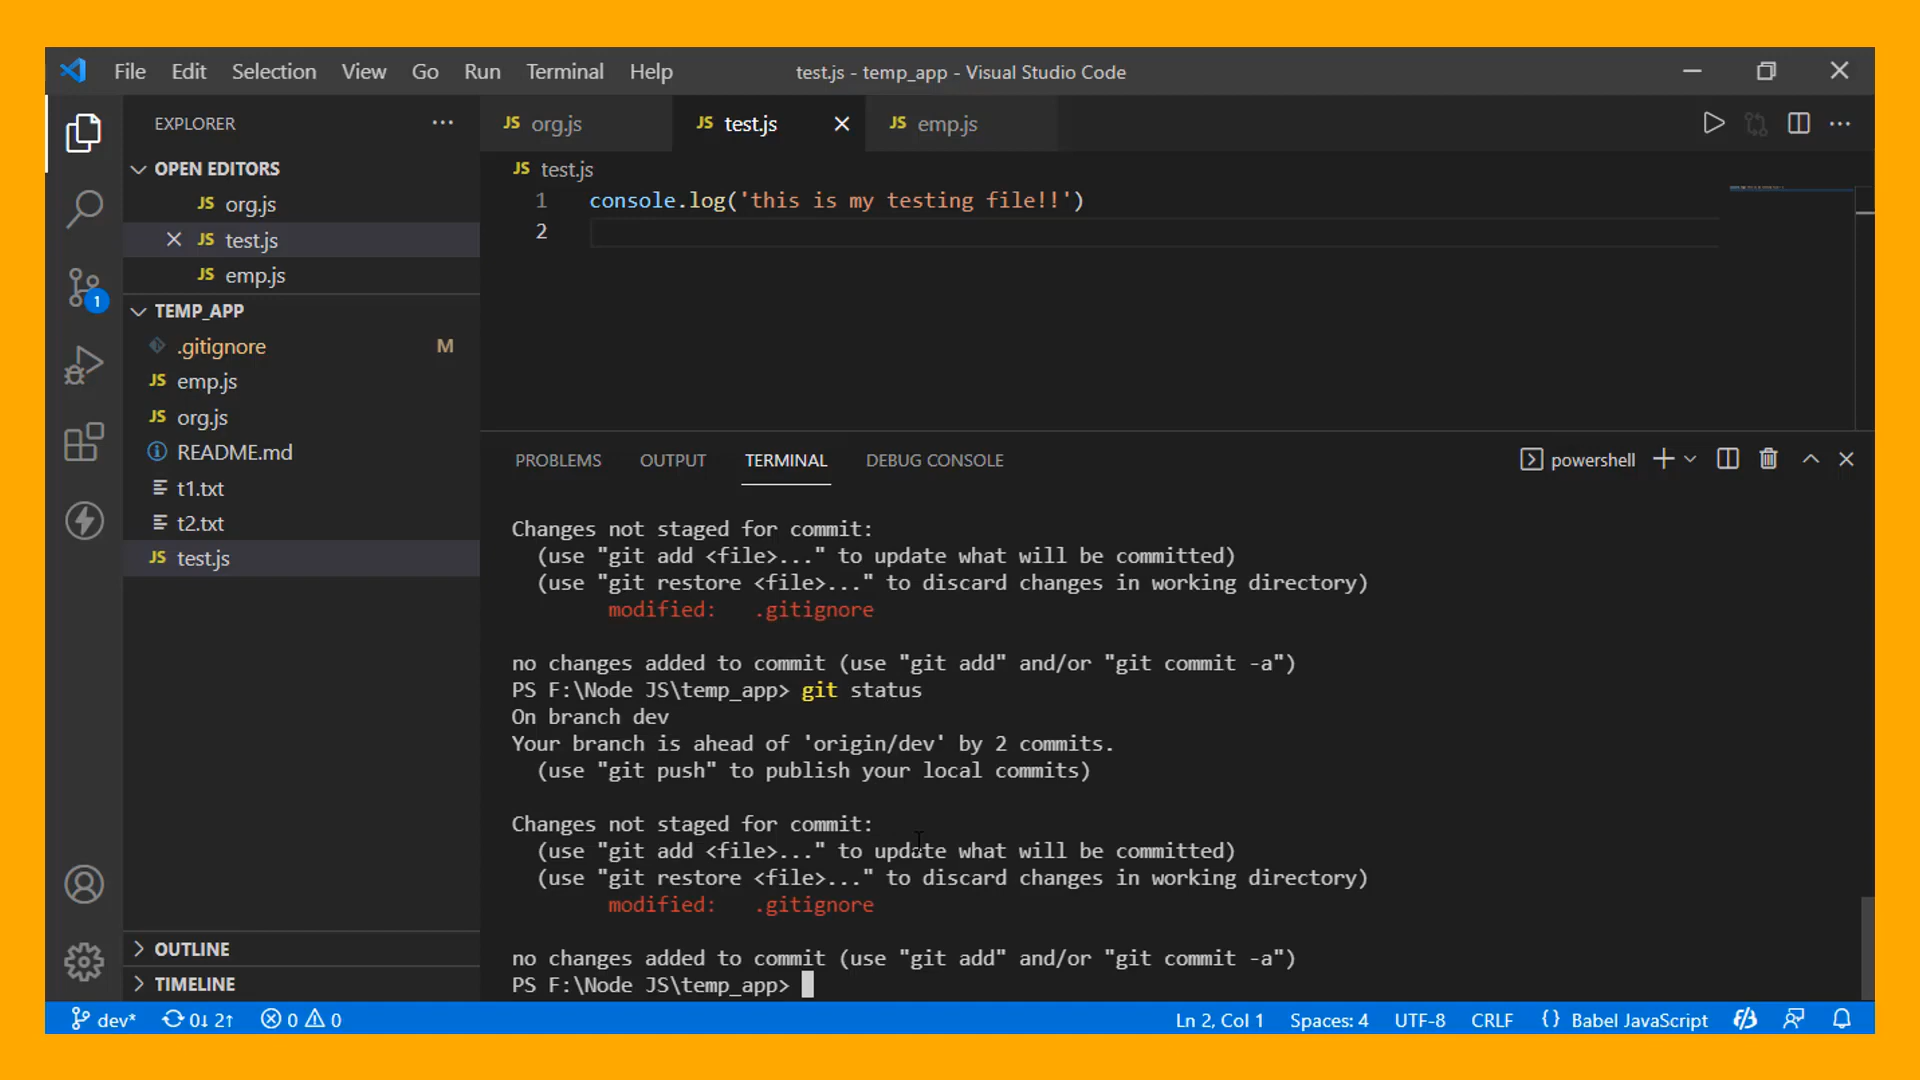 File Edit Selection View Go Run Terminal Help
test.js - temp_app - Visual Studio Code
EXPLORER
OPEN EDITORS
JS org.js
JS test.js
JS emp.js
TEMP_APP
.gitignore M
JS emp.js
JS org.js
README.md
t1.txt
t2.txt
JS test.js
OUTLINE
TIMELINE
1
JS org.js JS test.js JS emp.js
JS test.js
1 console.log('this is my testing file!!')
2
PROBLEMS OUTPUT TERMINAL DEBUG CONSOLE
powershell
Changes not staged for commit:
(use "git add <file>..." to update what will be committed)
(use "git restore <file>..." to discard changes in working directory)
modified: .gitignore
no changes added to commit (use "git add" and/or "git commit -a")
PS F:\Node JS\temp_app> git status
On branch dev
Your branch is ahead of 'origin/dev' by 2 commits.
(use "git push" to publish your local commits)
Changes not staged for commit:
(use "git add <file>..." to update what will be committed)
(use "git restore <file>..." to discard changes in working directory)
modified: .gitignore
no changes added to commit (use "git add" and/or "git commit -a")
PS F:\Node JS\temp_app>
dev* 0↓ 2↑ 0 0
Ln 2, Col 1 Spaces: 4 UTF-8 CRLF {} Babel JavaScript